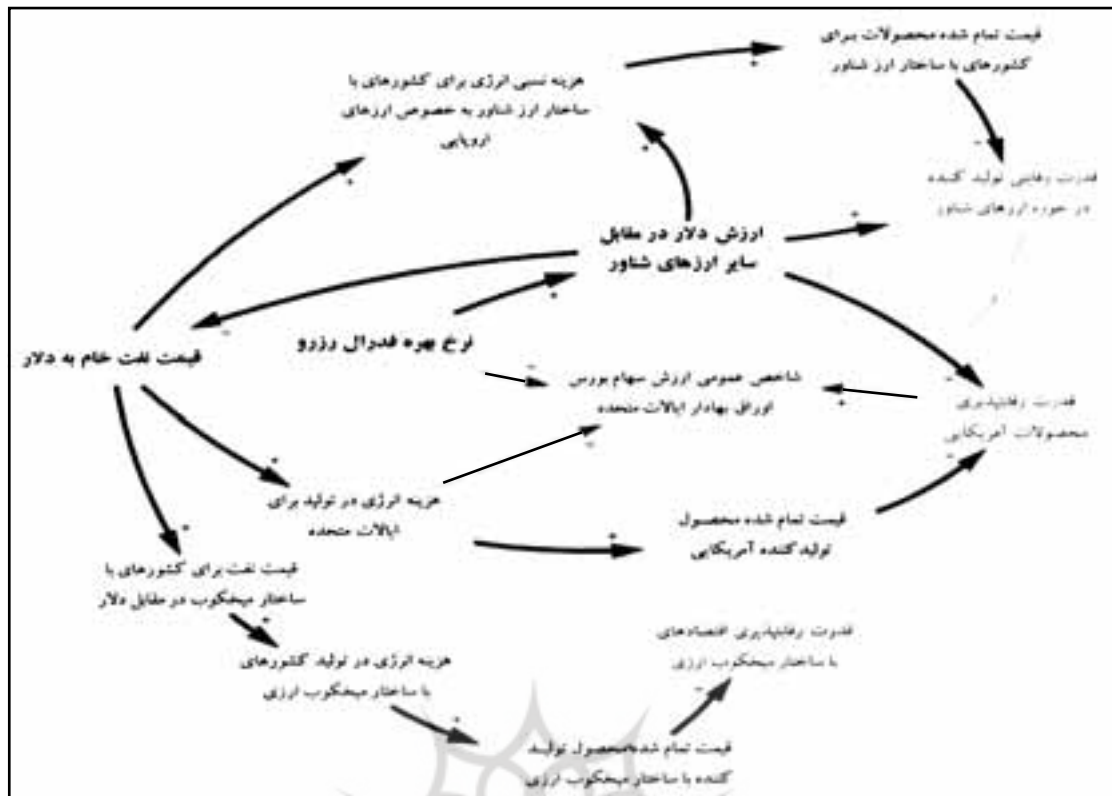 قیمت تمام شده محصولات برای
کشورهای با ساختار ارز شناور
هزینه نسبی انرژی برای کشورهای با
ساختار ارز شناور به خصوص ارزهای
اروپایی
قدرت رقابتی تولید کننده
در حوزه ارزهای شناور
ارزش دلار در مقابل
سایر ارزهای شناور
نرخ بهره فدرال رزرو
قیمت نفت خام به دلار
شاخص عمومی ارزش سهام بورس
اوراق بهادار ایالات متحده
قدرت رقابتپذیری
محصولات آمریکایی
هزینه انرژی در تولید برای
ایالات متحده
قیمت تمام شده محصول
تولیدکننده آمریکایی
قیمت نفت برای کشورهای با
ساختار میخکوب در مقابل دلار
قدرت رقابتپذیری اقتصادهای
با ساختار میخکوب ارزی
هزینه انرژی در تولید کشورهای
با ساختار میخکوب ارزی
قیمت تمام شده محصول تولید
کننده با ساختار میخکوب ارزی